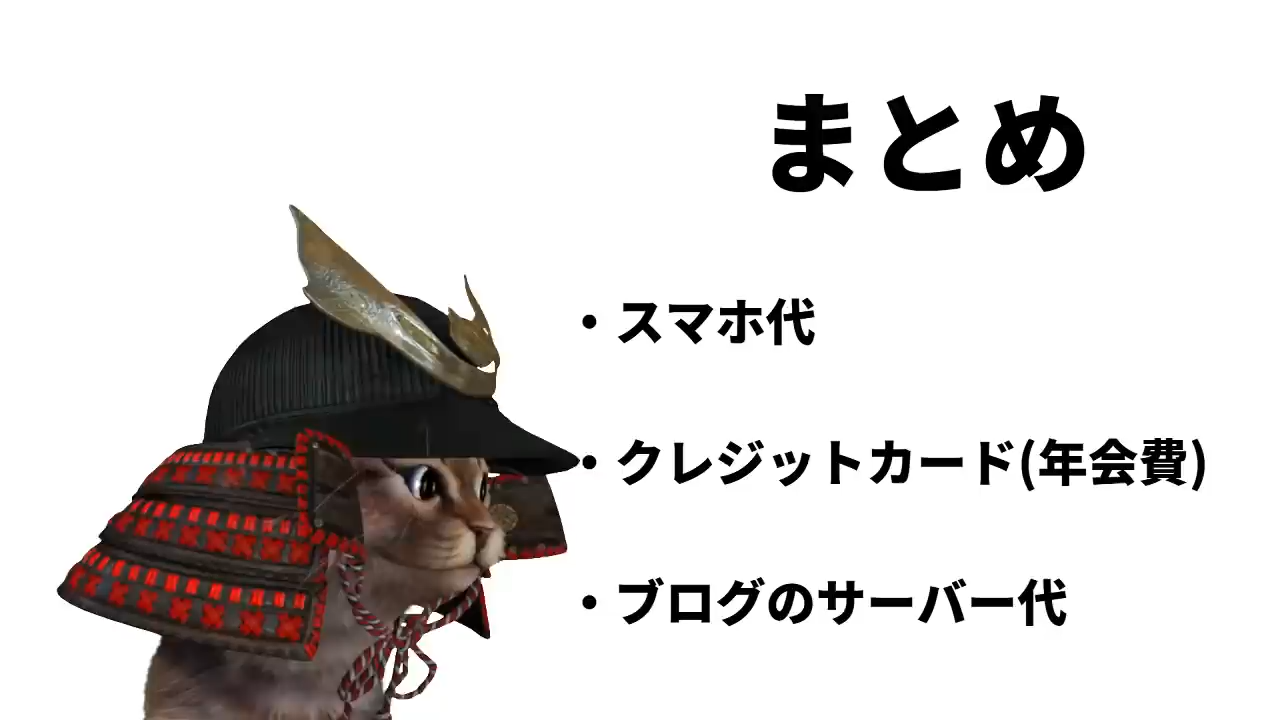 まとめ
・スマホ代
・クレジットカード(年会費)
・ブログのサーバー代